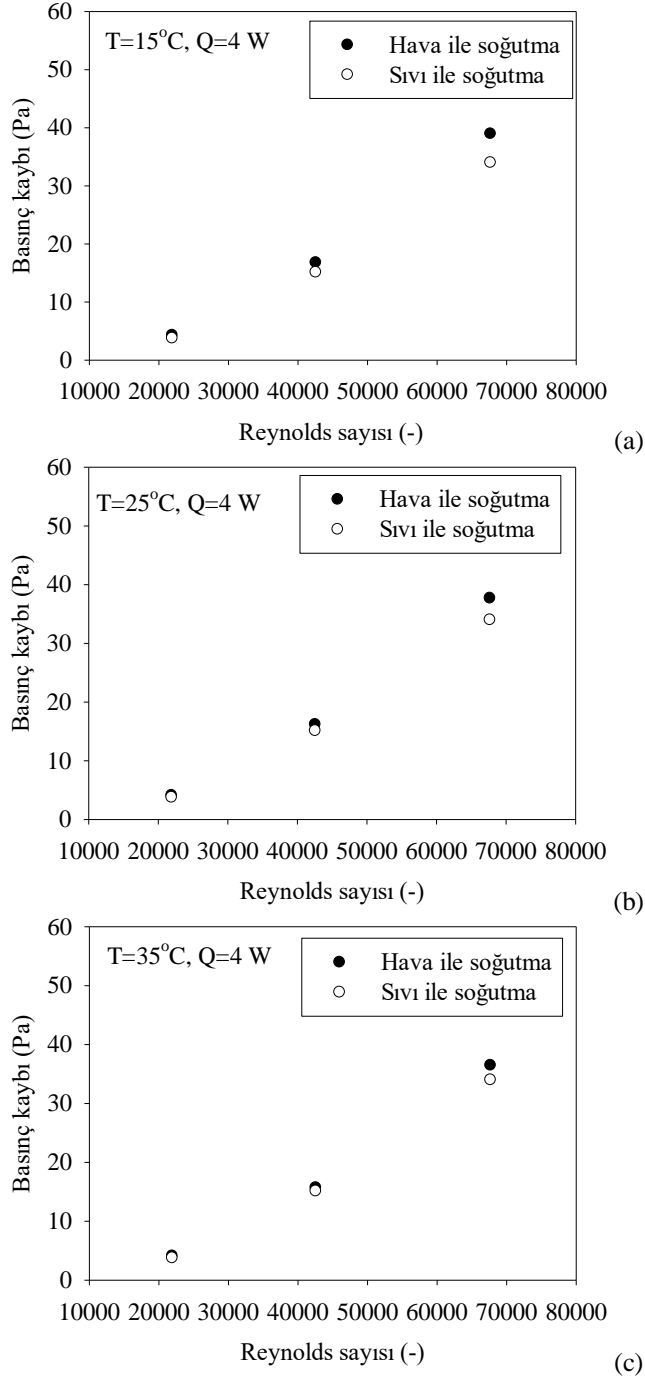 60
50
40
30
20
10
0
Basınç kaybı (Pa)
T=15°C, Q=4 W
Hava ile soğutma
Sıvı ile soğutma
10000 20000 30000 40000 50000 60000 70000 80000
Reynolds sayısı (-)
(a)
60
50
40
30
20
10
0
Basınç kaybı (Pa)
T=25°C, Q=4 W
Hava ile soğutma
Sıvı ile soğutma
10000 20000 30000 40000 50000 60000 70000 80000
Reynolds sayısı (-)
(b)
60
50
40
30
20
10
0
Basınç kaybı (Pa)
T=35°C, Q=4 W
Hava ile soğutma
Sıvı ile soğutma
10000 20000 30000 40000 50000 60000 70000 80000
Reynolds sayısı (-)
(c)